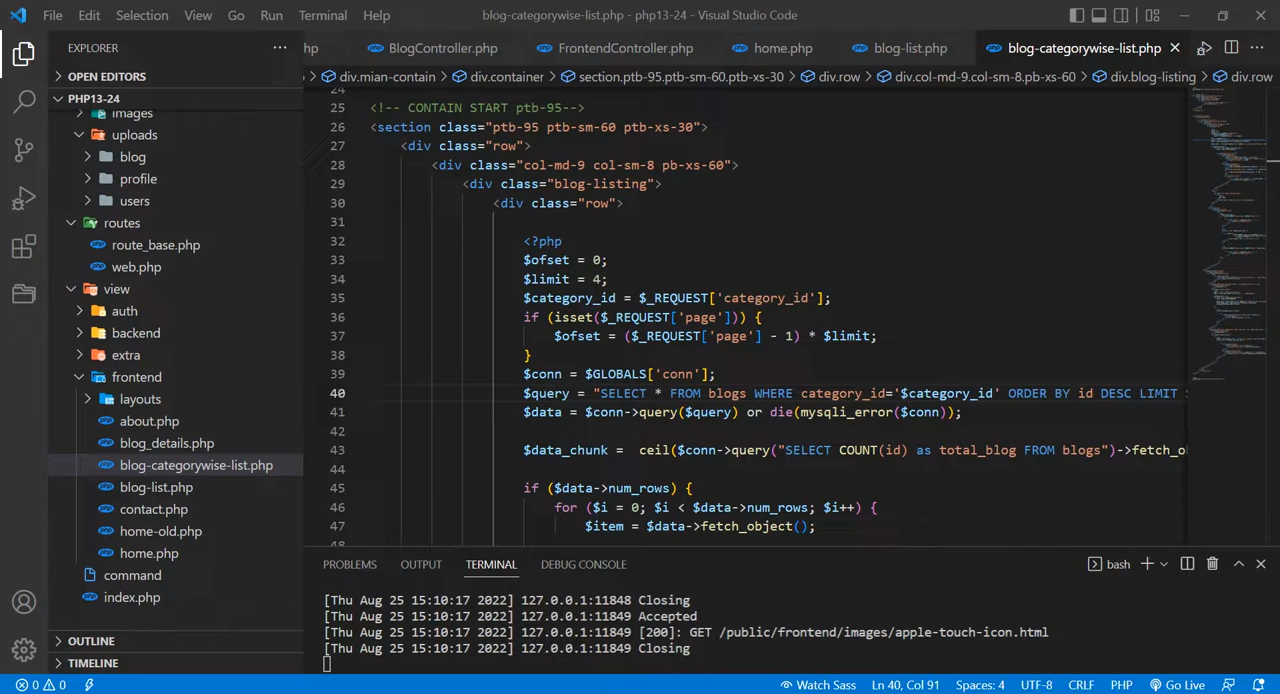 File Edit Selection View Go Run Terminal Help
blog-categorywise-list.php - php13-24 - Visual Studio Code
EXPLORER
OPEN EDITORS
PHP13-24
images
uploads
blog
profile
users
routes
route_base.php
web.php
view
auth
backend
extra
frontend
layouts
about.php
blog_details.php
blog-categorywise-list.php
blog-list.php
contact.php
home-old.php
home.php
command
index.php
OUTLINE
TIMELINE
hp BlogController.php FrontendController.php home.php blog-list.php blog-categorywise-list.php
div.mian-contain > div.container > section.ptb-95.ptb-sm-60.ptb-xs-30 > div.row > div.col-md-9.col-sm-8.pb-xs-60 > div.blog-listing > div.row
24
25 <!-- CONTAIN START ptb-95-->
26 <section class="ptb-95 ptb-sm-60 ptb-xs-30">
27 <div class="row">
28 <div class="col-md-9 col-sm-8 pb-xs-60">
29 <div class="blog-listing">
30 <div class="row">
31
32 <?php
33 $ofset = 0;
34 $limit = 4;
35 $category_id = $_REQUEST['category_id'];
36 if (isset($_REQUEST['page'])) {
37 $ofset = ($_REQUEST['page'] - 1) * $limit;
38 }
39 $conn = $GLOBALS['conn'];
40 $query = "SELECT * FROM blogs WHERE category_id='$category_id' ORDER BY id DESC LIMIT
41 $data = $conn->query($query) or die(mysqli_error($conn));
42
43 $data_chunk = ceil($conn->query("SELECT COUNT(id) as total_blog FROM blogs")->fetch_o
44
45 if ($data->num_rows) {
46 for ($i = 0; $i < $data->num_rows; $i++) {
47 $item = $data->fetch_object();
48
PROBLEMS OUTPUT TERMINAL DEBUG CONSOLE bash
[Thu Aug 25 15:10:17 2022] 127.0.0.1:11848 Closing
[Thu Aug 25 15:10:17 2022] 127.0.0.1:11849 Accepted
[Thu Aug 25 15:10:17 2022] 127.0.0.1:11849 [200]: GET /public/frontend/images/apple-touch-icon.html
[Thu Aug 25 15:10:17 2022] 127.0.0.1:11849 Closing
0 0 Watch Sass Ln 40, Col 91 Spaces: 4 UTF-8 CRLF PHP Go Live